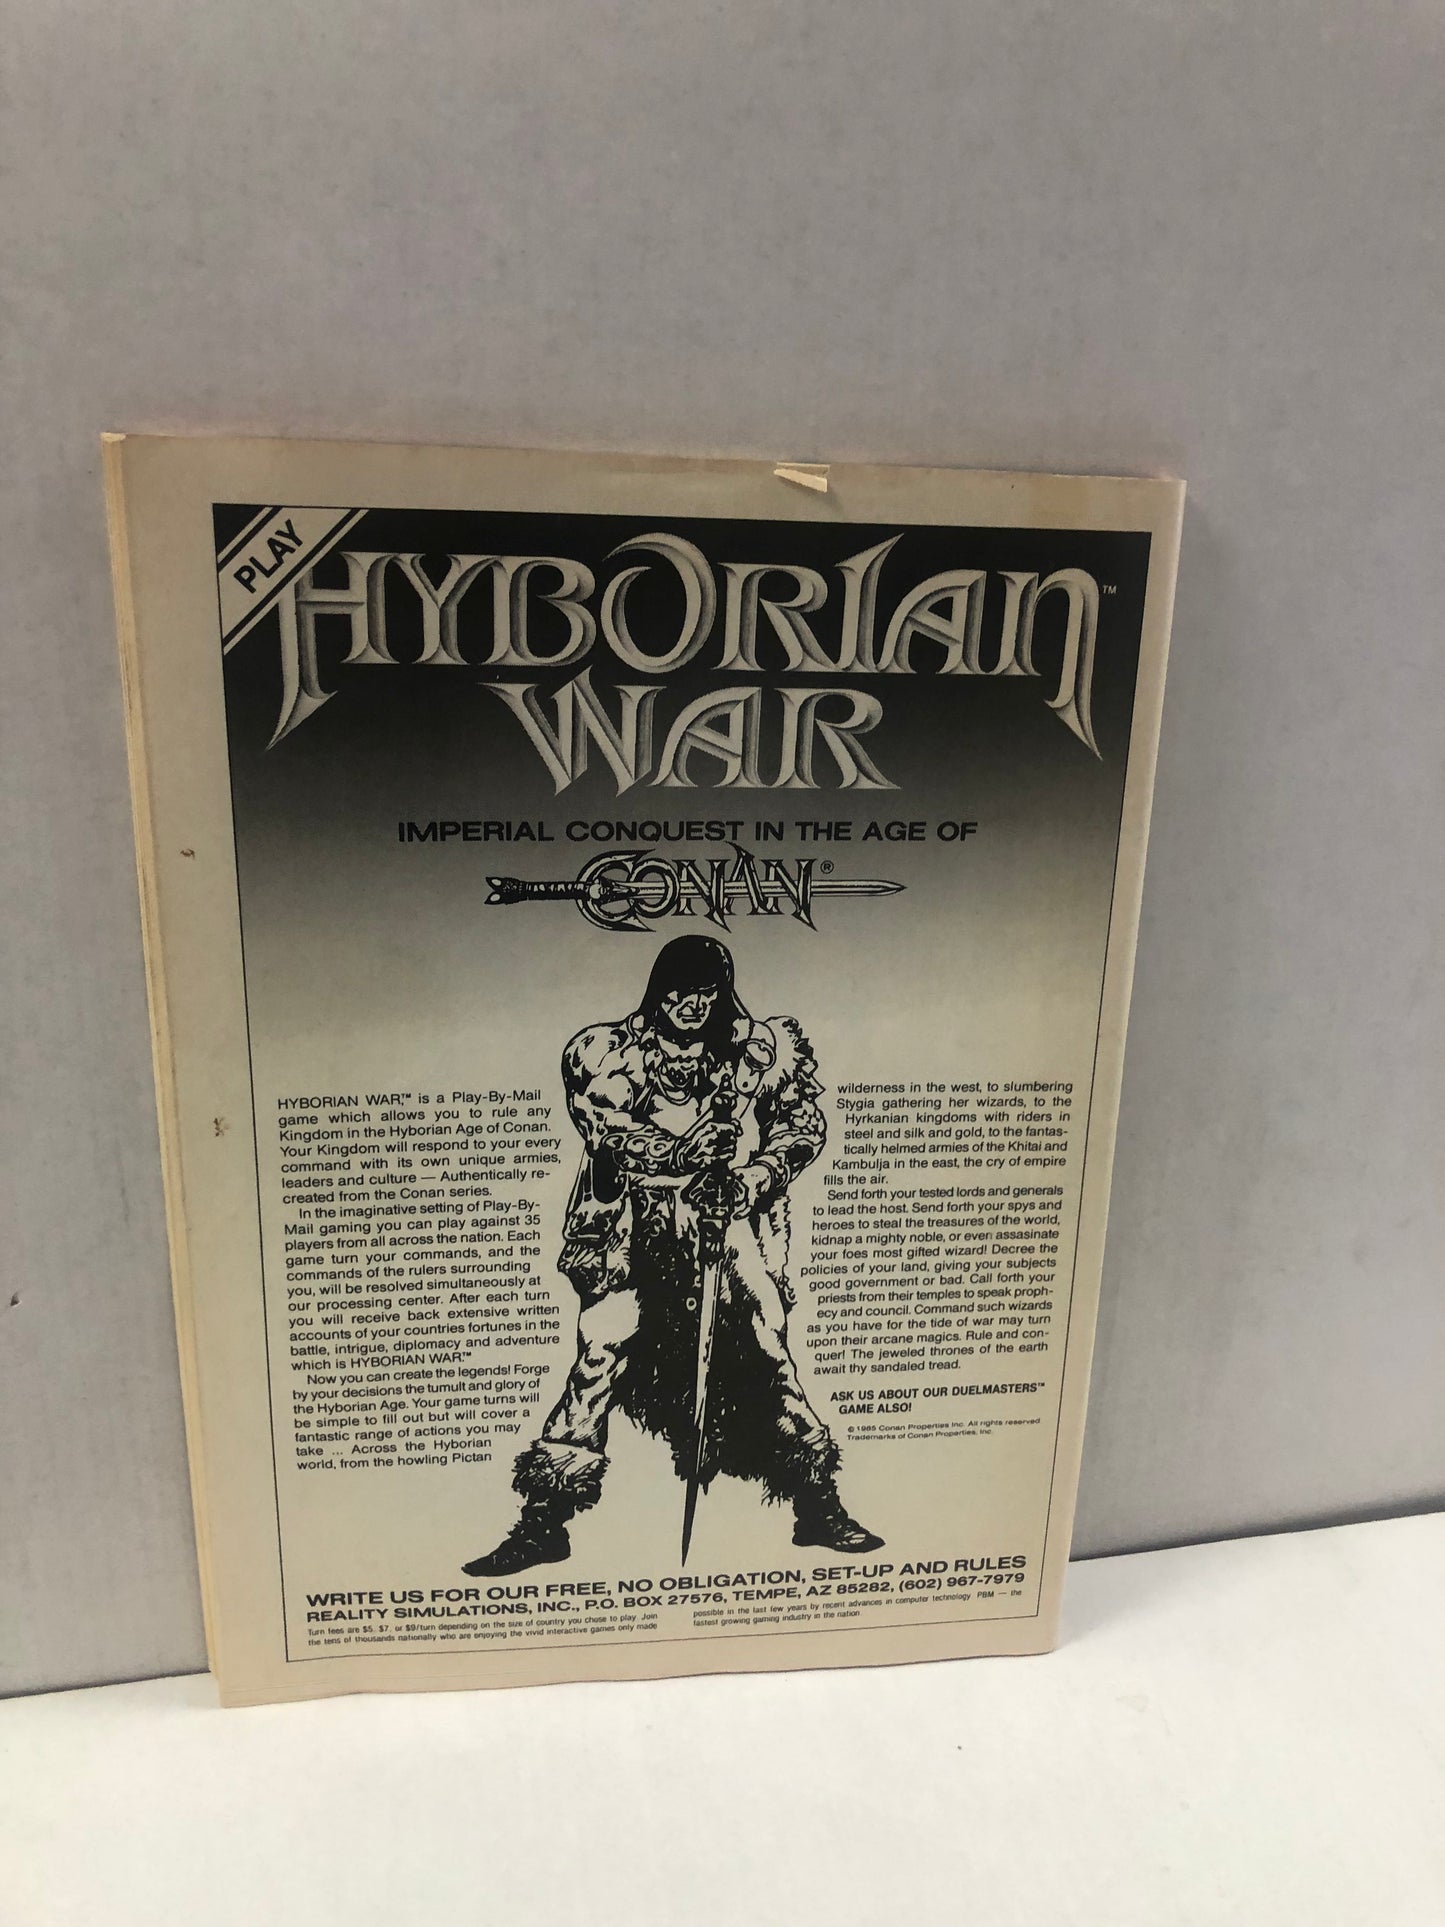 PLAY
HYBORIAN™
WAR
IMPERIAL CONQUEST IN THE AGE OF
CONAN®
HYBORIAN WAR,™ is a Play-By-Mail
game which allows you to rule any
Kingdom in the Hyborian Age of Conan.
Your Kingdom will respond to your every
command with its own unique armies,
leaders and culture — Authentically re-
created from the Conan series.
In the imaginative setting of Play-By-
Mail gaming you can play against 35
players from all across the nation. Each
game turn your commands, and the
commands of the rulers surrounding
you, will be resolved simultaneously at
our processing center. After each turn
you will receive back extensive written
accounts of your countries fortunes in the
battle, intrigue, diplomacy and adventure
which is HYBORIAN WAR.™
Now you can create the legends! Forge
by your decisions the tumult and glory of
the Hyborian Age. Your game turns will
be simple to fill out but will cover a
fantastic range of actions you may
take ... Across the Hyborian
world, from the howling Pictan
wilderness in the west, to slumbering
Stygia gathering her wizards, to the
Hyrkanian kingdoms with riders in
steel and silk and gold, to the fantas-
tically helmed armies of the Khitai and
Kambulja in the east, the cry of empire
fills the air.
Send forth your tested lords and generals
to lead the host. Send forth your spys and
heroes to steal the treasures of the world,
kidnap a mighty noble, or even assasinate
your foes most gifted wizard! Decree the
policies of your land, giving your subjects
good government or bad. Call forth your
priests from their temples to speak proph-
ecy and council. Command such wizards
as you have for the tide of war may turn
upon their arcane magics. Rule and con-
quer! The jeweled thrones of the earth
await thy sandaled tread.
ASK US ABOUT OUR DUELMASTERS™
GAME ALSO!
© 1985 Conan Properties Inc. All rights reserved
Trademarks of Conan Properties, Inc.
WRITE US FOR OUR FREE, NO OBLIGATION, SET-UP AND RULES
REALITY SIMULATIONS, INC., P.O. BOX 27576, TEMPE, AZ 85282, (602) 967-7979
Turn fees are $5, $7, or $9/turn depending on the size of country you chose to play. Join
the tens of thousands nationally who are enjoying the vivid interactive games only made
possible in the last few years by recent advances in computer technology PBM — the
fastest growing gaming industry in the nation